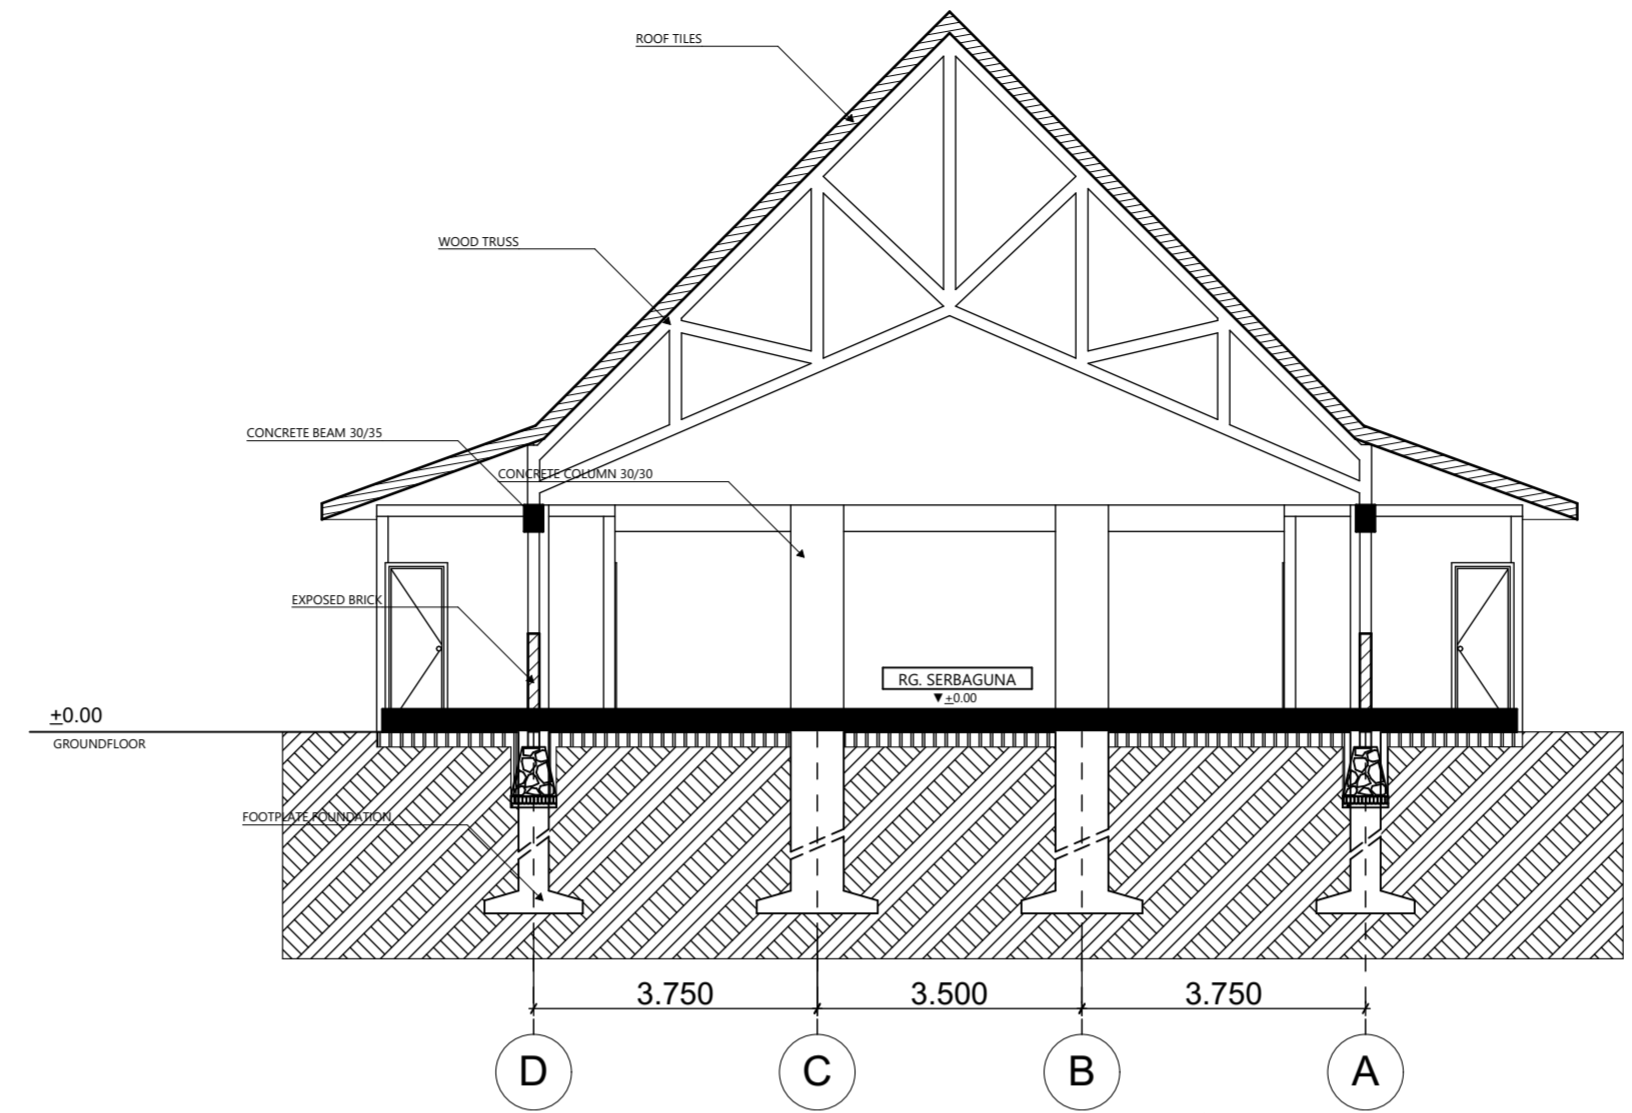 ROOF TILES
WOOD TRUSS
CONCRETE BEAM 30/35
CONCRETE COLUMN 30/30
EXPOSED BRICK
RG. SERBAGUNA
▼±0.00
±0.00
GROUNDFLOOR
FOOTPLATE FOUNDATION
3.750 3.500 3.750
D C B A